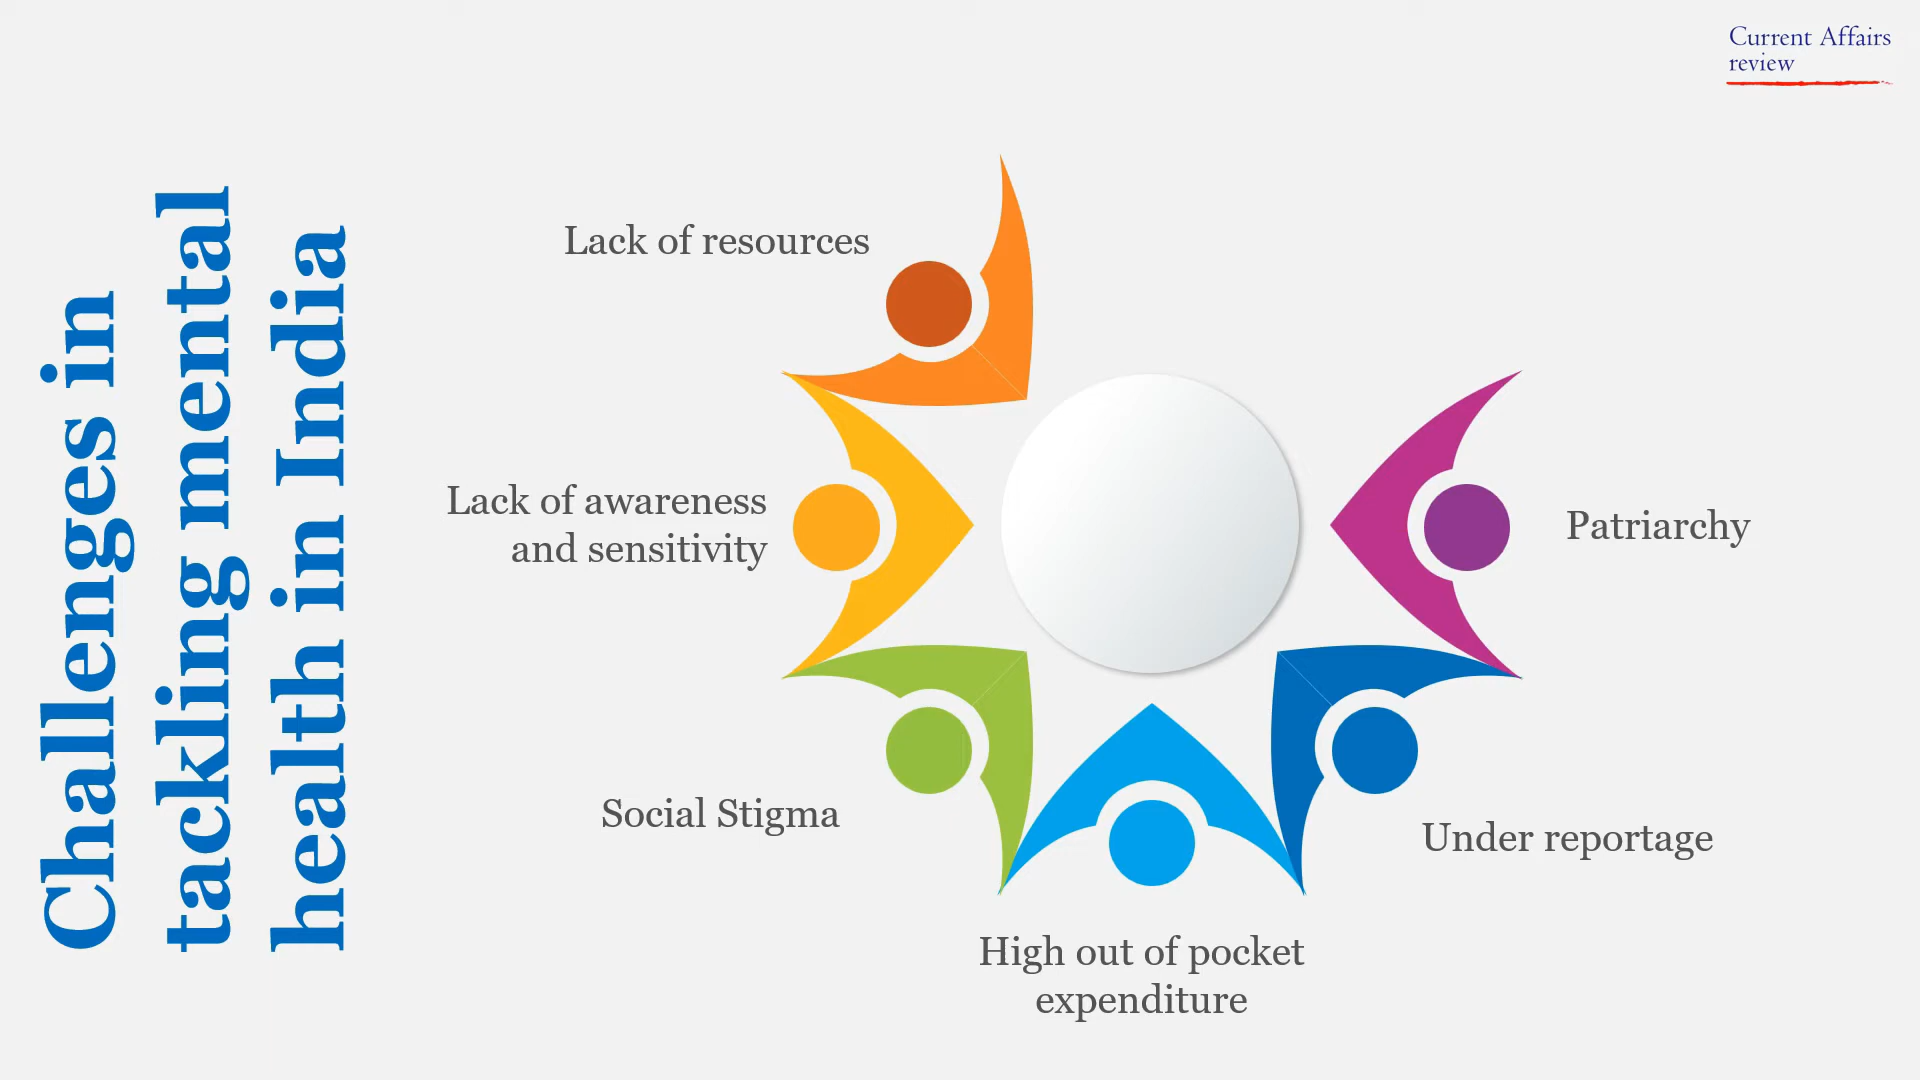 Current Affairs
review
Challenges in
tackling mental
health in India
Lack of resources
Lack of awareness
and sensitivity
Social Stigma
High out of pocket
expenditure
Under reportage
Patriarchy